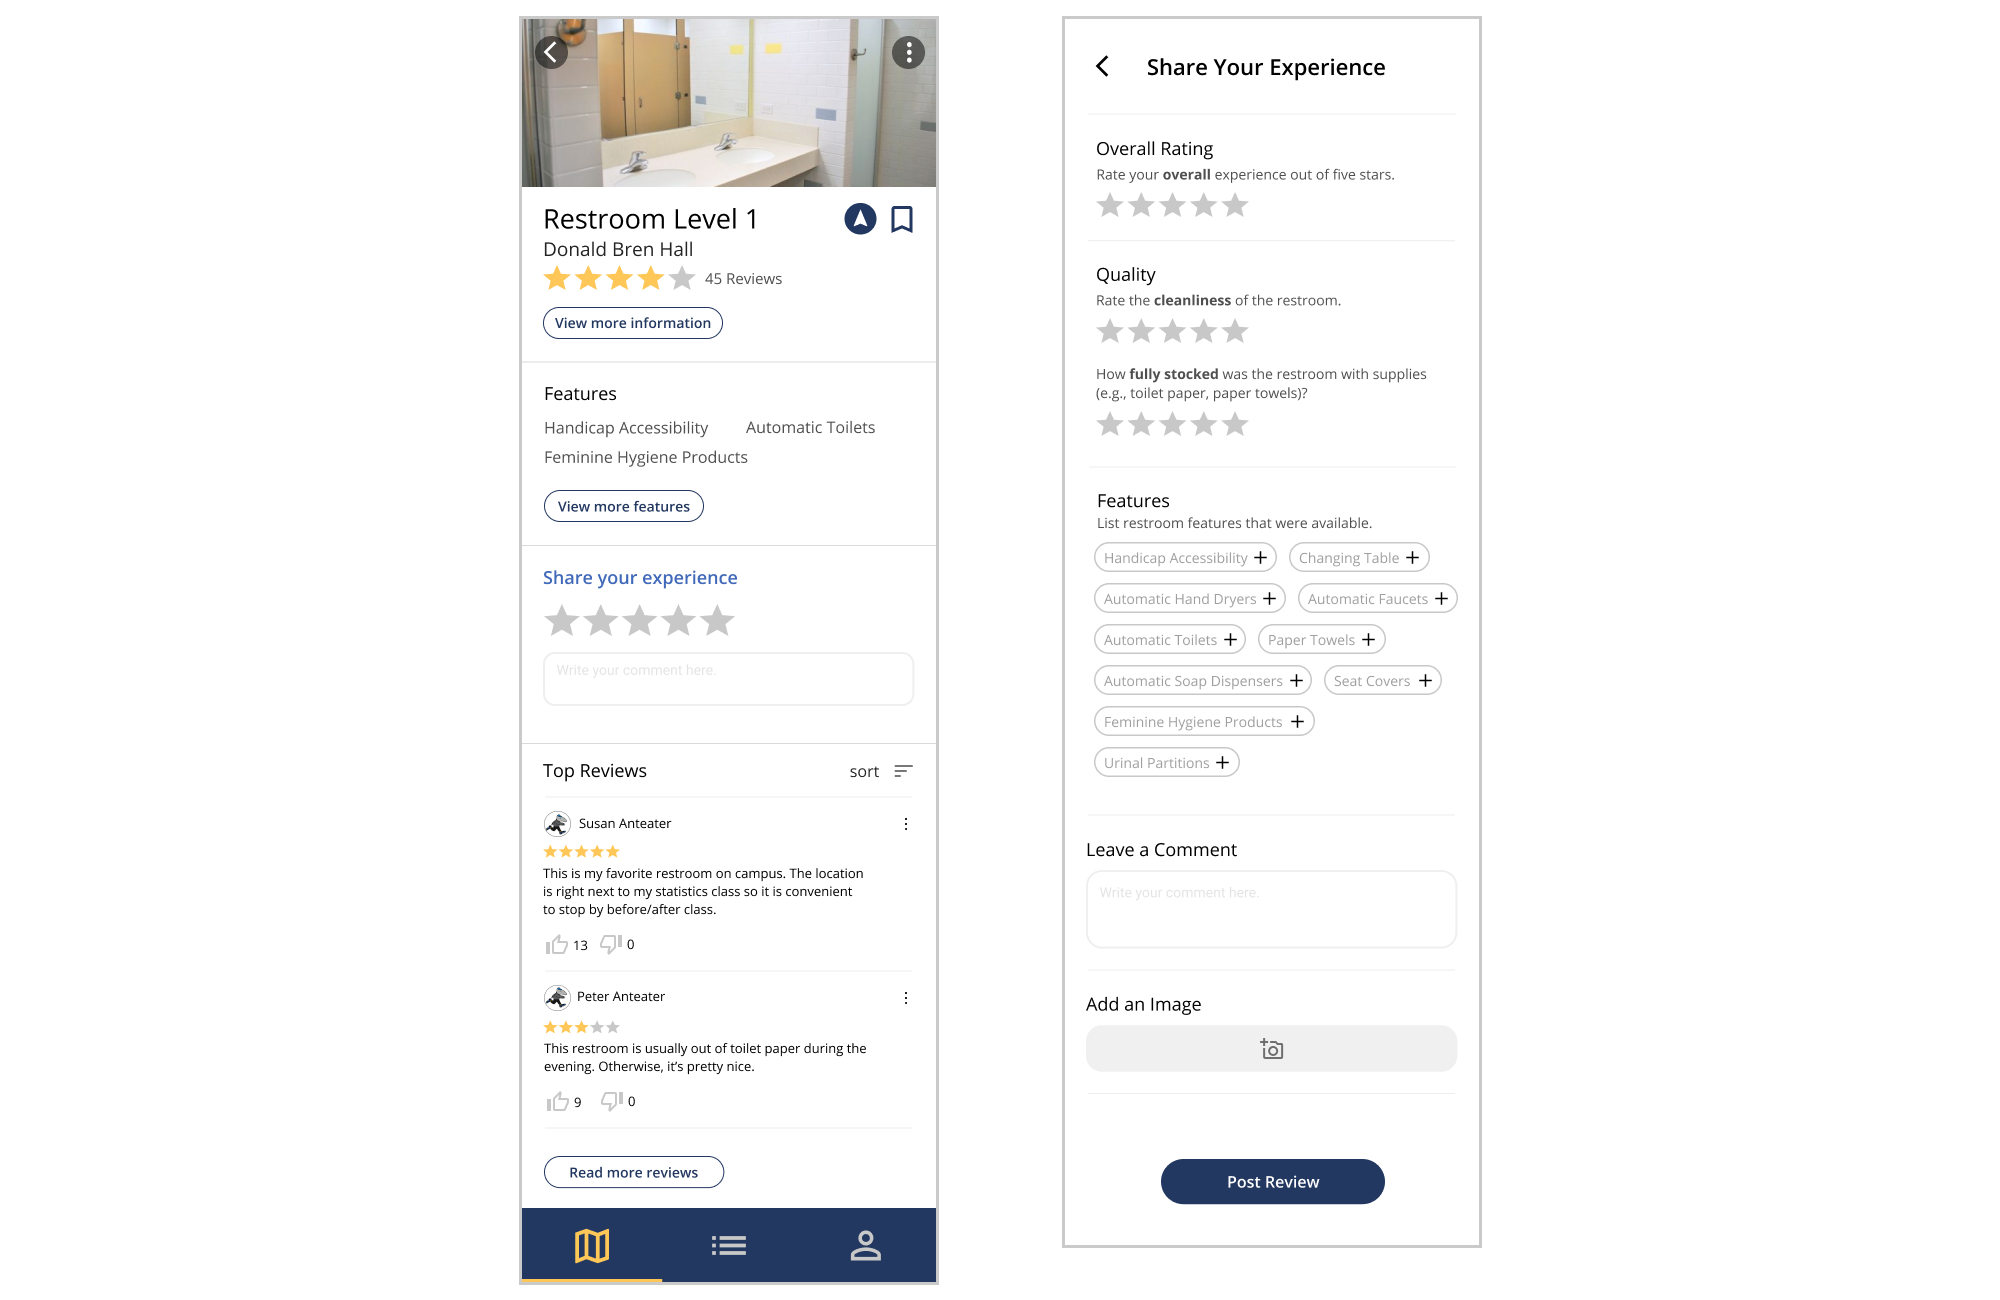 Restroom Level 1
Donald Bren Hall
45 Reviews
View more information
Features
Handicap Accessibility
Automatic Toilets
Feminine Hygiene Products
View more features
Share your experience
Write your comment here.
Top Reviews
sort
Susan Anteater
This is my favorite restroom on campus. The location
is right next to my statistics class so it is convenient
to stop by before/after class.
13
0
Peter Anteater
This restroom is usually out of toilet paper during the
evening. Otherwise, it's pretty nice.
9
0
Read more reviews
Share Your Experience
Overall Rating
Rate your overall experience out of five stars.
Quality
Rate the cleanliness of the restroom.
How fully stocked was the restroom with supplies
(e.g., toilet paper, paper towels)?
Features
List restroom features that were available.
Handicap Accessibility +
Changing Table +
Automatic Hand Dryers +
Automatic Faucets +
Automatic Toilets +
Paper Towels +
Automatic Soap Dispensers +
Seat Covers +
Feminine Hygiene Products +
Urinal Partitions +
Leave a Comment
Write your comment here.
Add an Image
Post Review